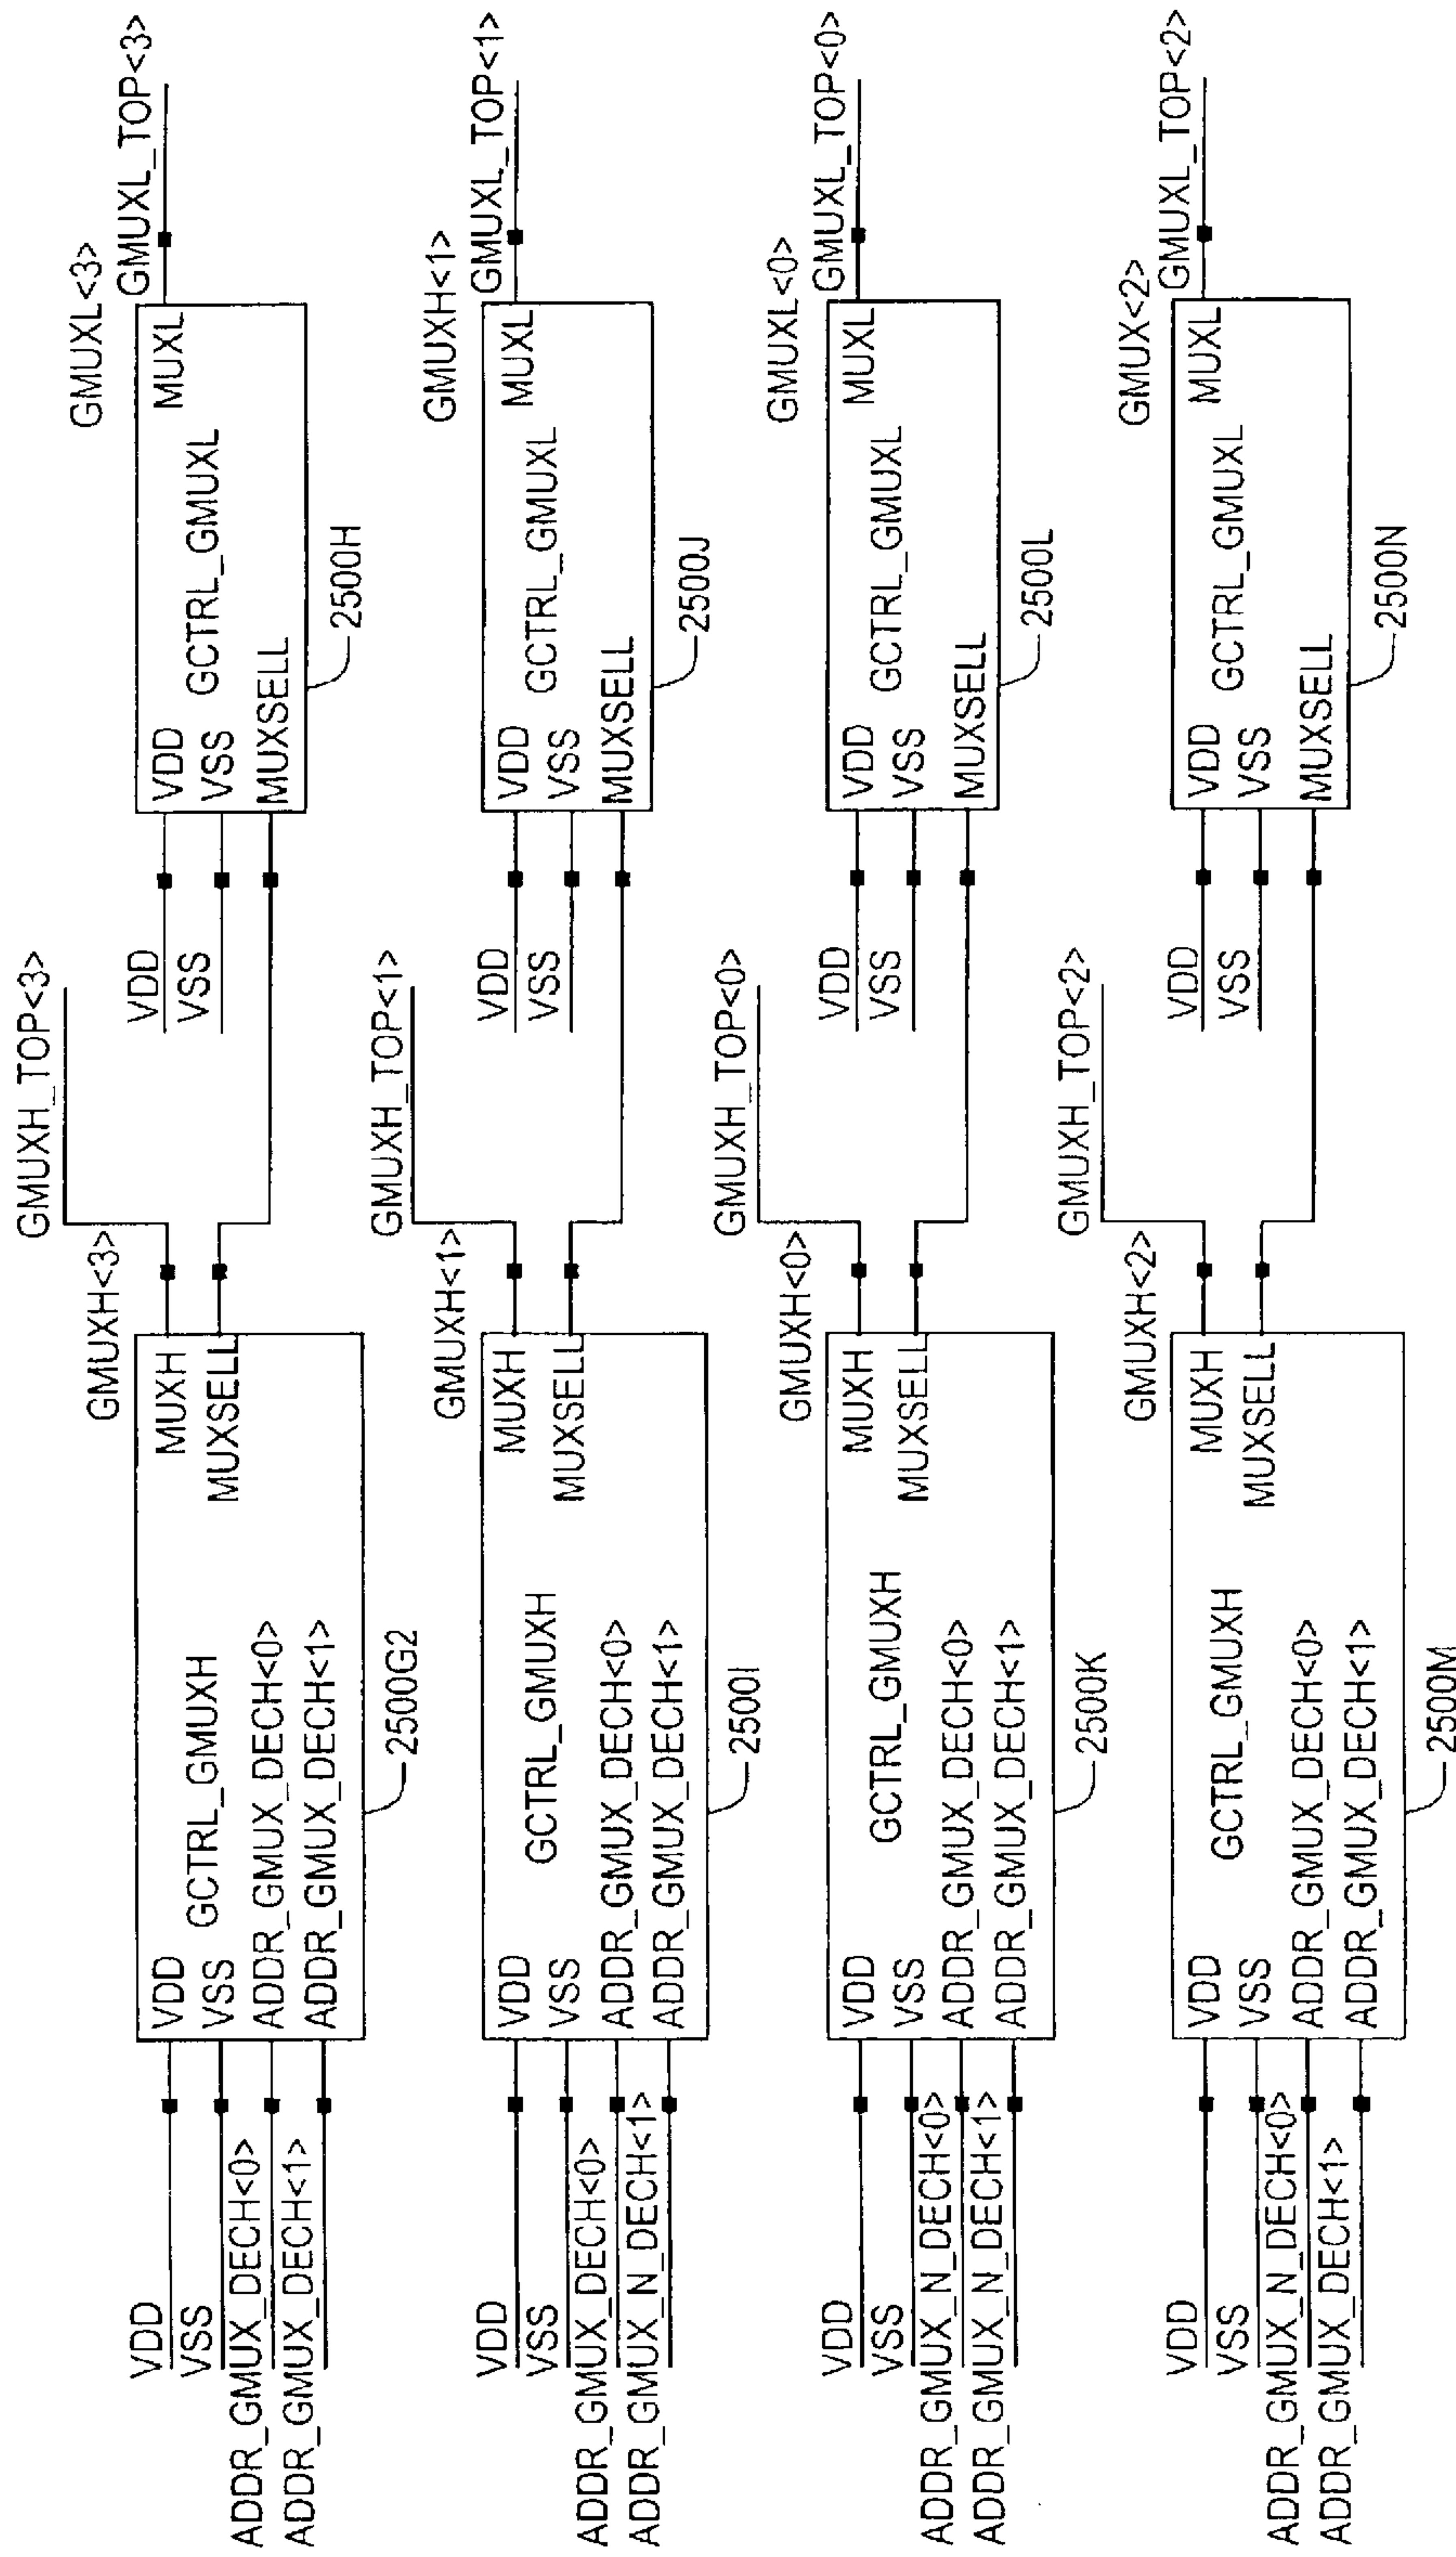 GMUXH_TOP<3>
GMUXL<3>
GMUXL_TOP<3>
GMUXH<3>
VDD
VSS
ADDR_GMUX_DECH<0>
ADDR_GMUX_DECH<1>
VDD
VSS
GCTRL_GMUXH
ADDR_GMUX_DECH<0>
ADDR_GMUX_DECH<1>
MUXH
MUXSELL
2500G2
VDD
VSS
VDD
VSS
MUXSELL
GCTRL_GMUXL
MUXL
2500H
GMUXH_TOP<1>
GMUXH<1>
GMUXL_TOP<1>
GMUXH<1>
VDD
VSS
ADDR_GMUX_DECH<0>
ADDR_GMUX_N_DECH<1>
VDD
VSS
GCTRL_GMUXH
ADDR_GMUX_DECH<0>
ADDR_GMUX_DECH<1>
MUXH
MUXSELL
2500I
VDD
VSS
VDD
VSS
MUXSELL
GCTRL_GMUXL
MUXL
2500J
GMUXH_TOP<0>
GMUXL<0>
GMUXL_TOP<0>
GMUXH<0>
VDD
VSS
ADDR_GMUX_N_DECH<0>
ADDR_GMUX_N_DECH<1>
VDD
VSS
GCTRL_GMUXH
ADDR_GMUX_DECH<0>
ADDR_GMUX_DECH<1>
MUXH
MUXSELL
2500K
VDD
VSS
VDD
VSS
MUXSELL
GCTRL_GMUXL
MUXL
2500L
GMUXH_TOP<2>
GMUX<2>
GMUXL_TOP<2>
GMUXH<2>
VDD
VSS
ADDR_GMUX_N_DECH<0>
ADDR_GMUX_DECH<1>
VDD
VSS
GCTRL_GMUXH
ADDR_GMUX_DECH<0>
ADDR_GMUX_DECH<1>
MUXH
MUXSELL
2500M
VDD
VSS
VDD
VSS
MUXSELL
GCTRL_GMUXL
MUXL
2500N